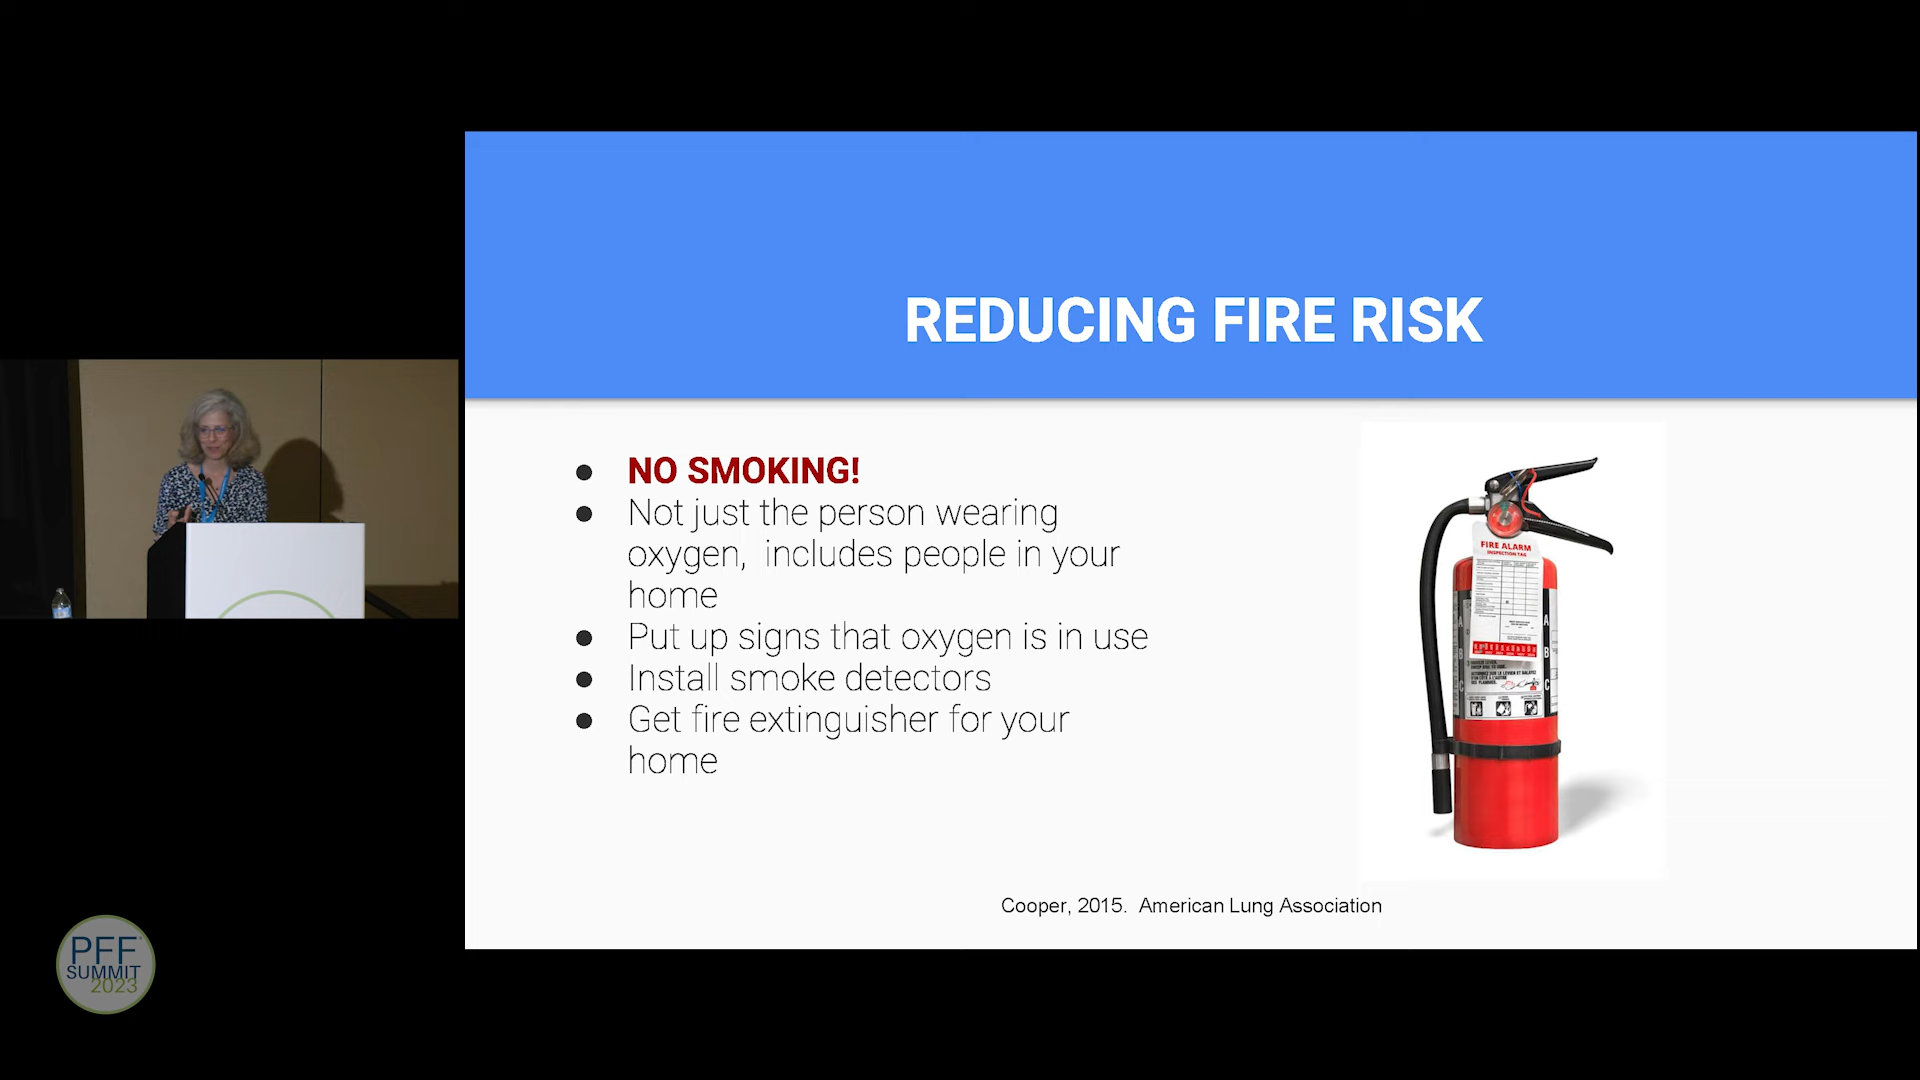 REDUCING FIRE RISK
● NO SMOKING!
● Not just the person wearing
oxygen, includes people in your
home
● Put up signs that oxygen is in use
● Install smoke detectors
● Get fire extinguisher for your
home
FIRE ALARM
INSPECTION TAG
A
B
C
A
B
C
Cooper, 2015. American Lung Association
PFF
SUMMIT
2023